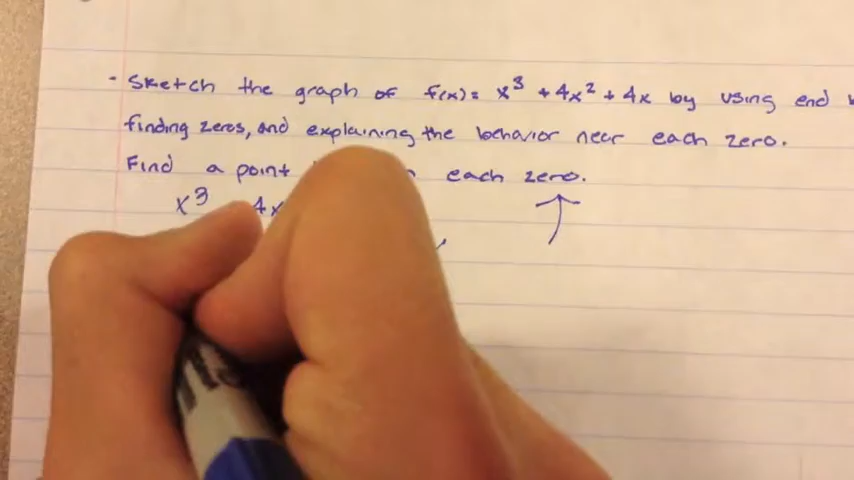 - Sketch the graph of f(x)= x³ + 4x² + 4x by using end
finding zeros, and explaining the behavior near each zero.
Find a point each zero.
x³ 4x